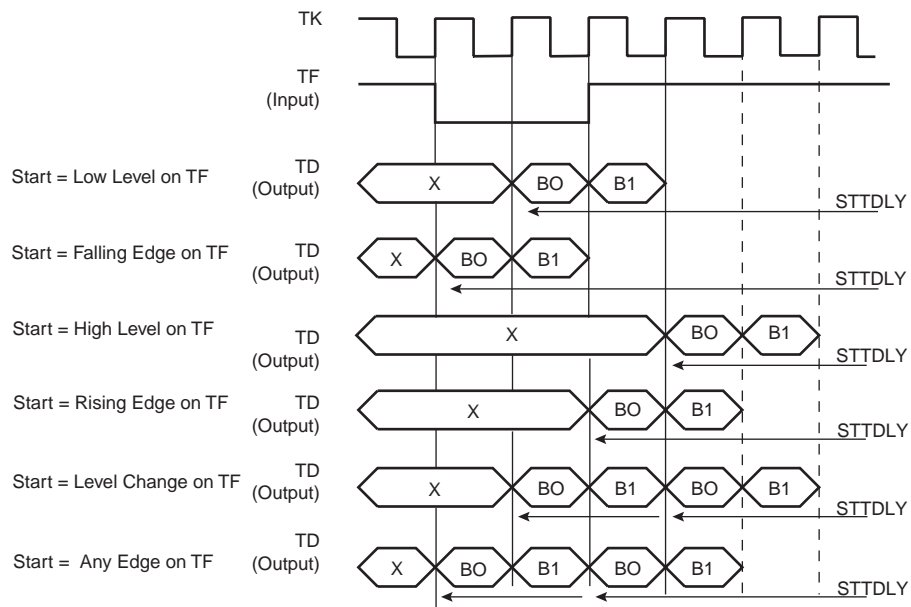 TK
TF
(Input)
Start = Low Level on TF
TD
(Output)
X
BO
B1
STTDLY
Start = Falling Edge on TF
TD
(Output)
X
BO
B1
STTDLY
Start = High Level on TF
TD
(Output)
X
BO
B1
STTDLY
Start = Rising Edge on TF
TD
(Output)
X
BO
B1
STTDLY
Start = Level Change on TF
TD
(Output)
X
BO
B1
BO
B1
STTDLY
Start = Any Edge on TF
TD
(Output)
X
BO
B1
BO
B1
STTDLY